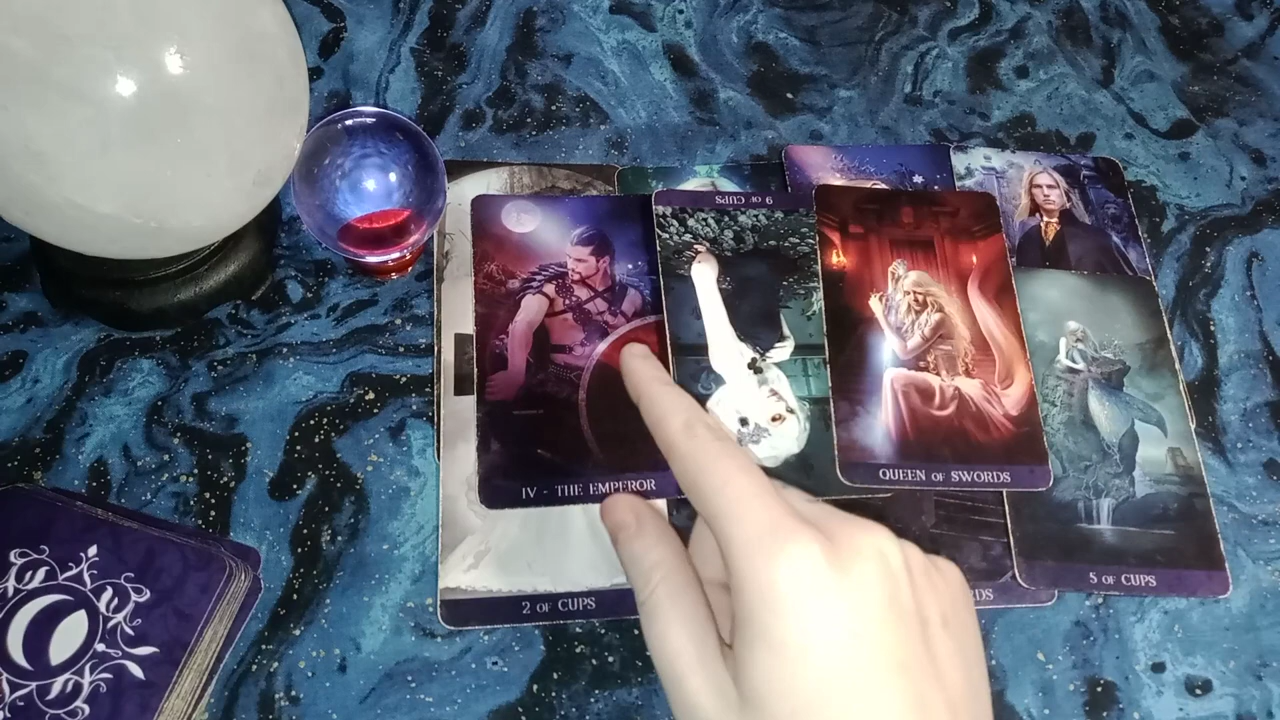 9 OF CUPS
IV - THE EMPEROR
QUEEN OF SWORDS
5 OF CUPS
2 OF CUPS